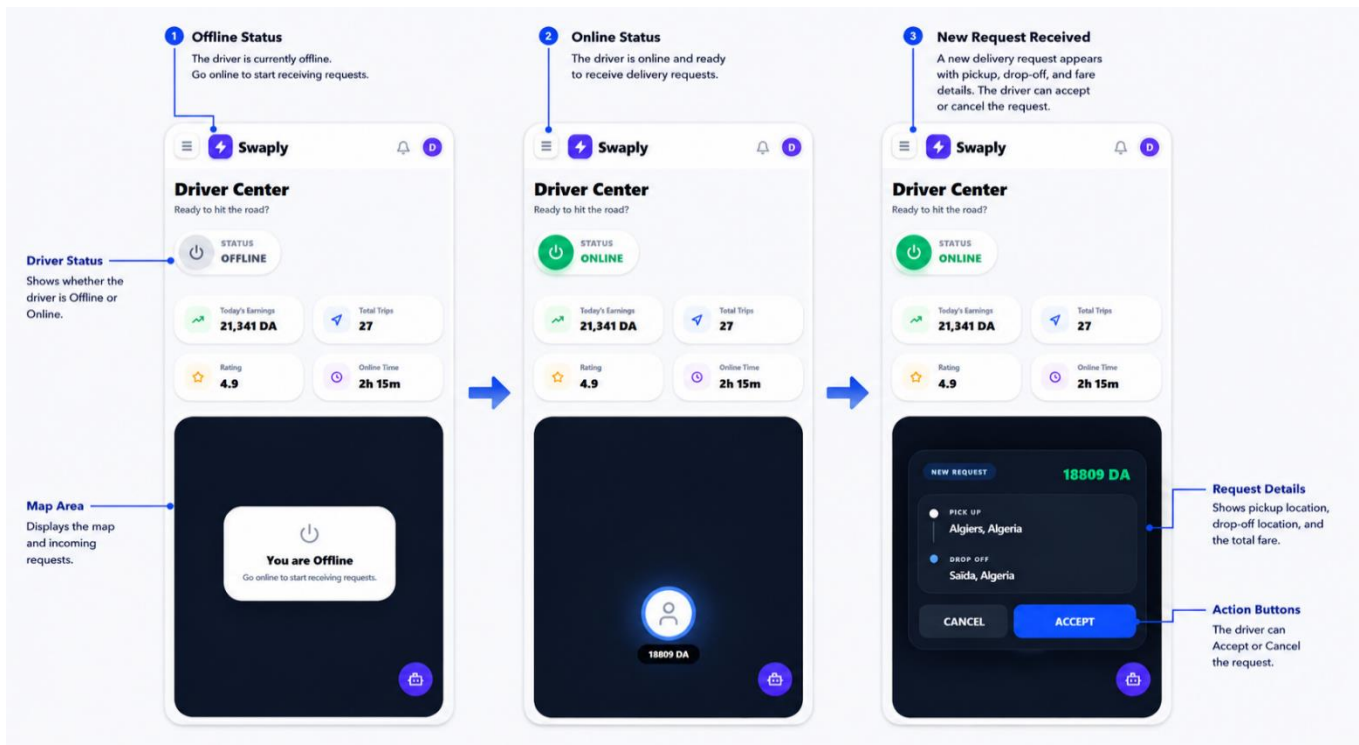 1 Offline Status
The driver is currently offline.
Go online to start receiving requests.
2 Online Status
The driver is online and ready
to receive delivery requests.
3 New Request Received
A new delivery request appears
with pickup, drop-off, and fare
details. The driver can accept
or cancel the request.
Swaply
D
Driver Center
Ready to hit the road?
STATUS
OFFLINE
Driver Status
Shows whether the
driver is Offline or
Online.
Today's Earnings
21,341 DA
Total Trips
27
Rating
4.9
Online Time
2h 15m
Map Area
Displays the map
and incoming
requests.
You are Offline
Go online to start receiving requests.
Swaply
D
Driver Center
Ready to hit the road?
STATUS
ONLINE
Today's Earnings
21,341 DA
Total Trips
27
Rating
4.9
Online Time
2h 15m
18809 DA
Swaply
D
Driver Center
Ready to hit the road?
STATUS
ONLINE
Today's Earnings
21,341 DA
Total Trips
27
Rating
4.9
Online Time
2h 15m
NEW REQUEST
18809 DA
PICK UP
Algiers, Algeria
DROP OFF
Saïda, Algeria
CANCEL
ACCEPT
Request Details
Shows pickup location,
drop-off location, and
the total fare.
Action Buttons
The driver can
Accept or Cancel
the request.